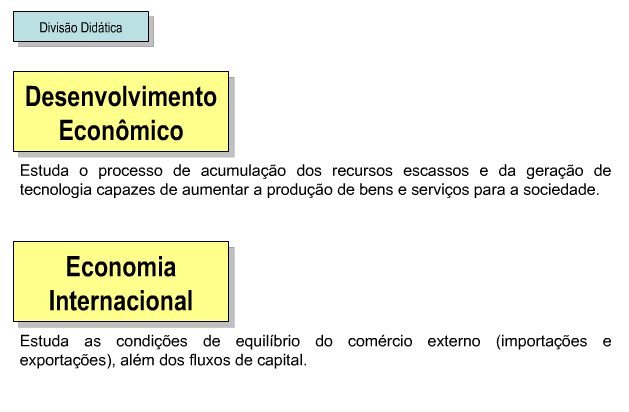 Divisão Didática
Desenvolvimento
Econômico
Estuda o processo de acumulação dos recursos escassos e da geração de
tecnologia capazes de aumentar a produção de bens e serviços para a sociedade.
Economia
Internacional
Estuda as condições de equilíbrio do comércio externo (importações e
exportações), além dos fluxos de capital.